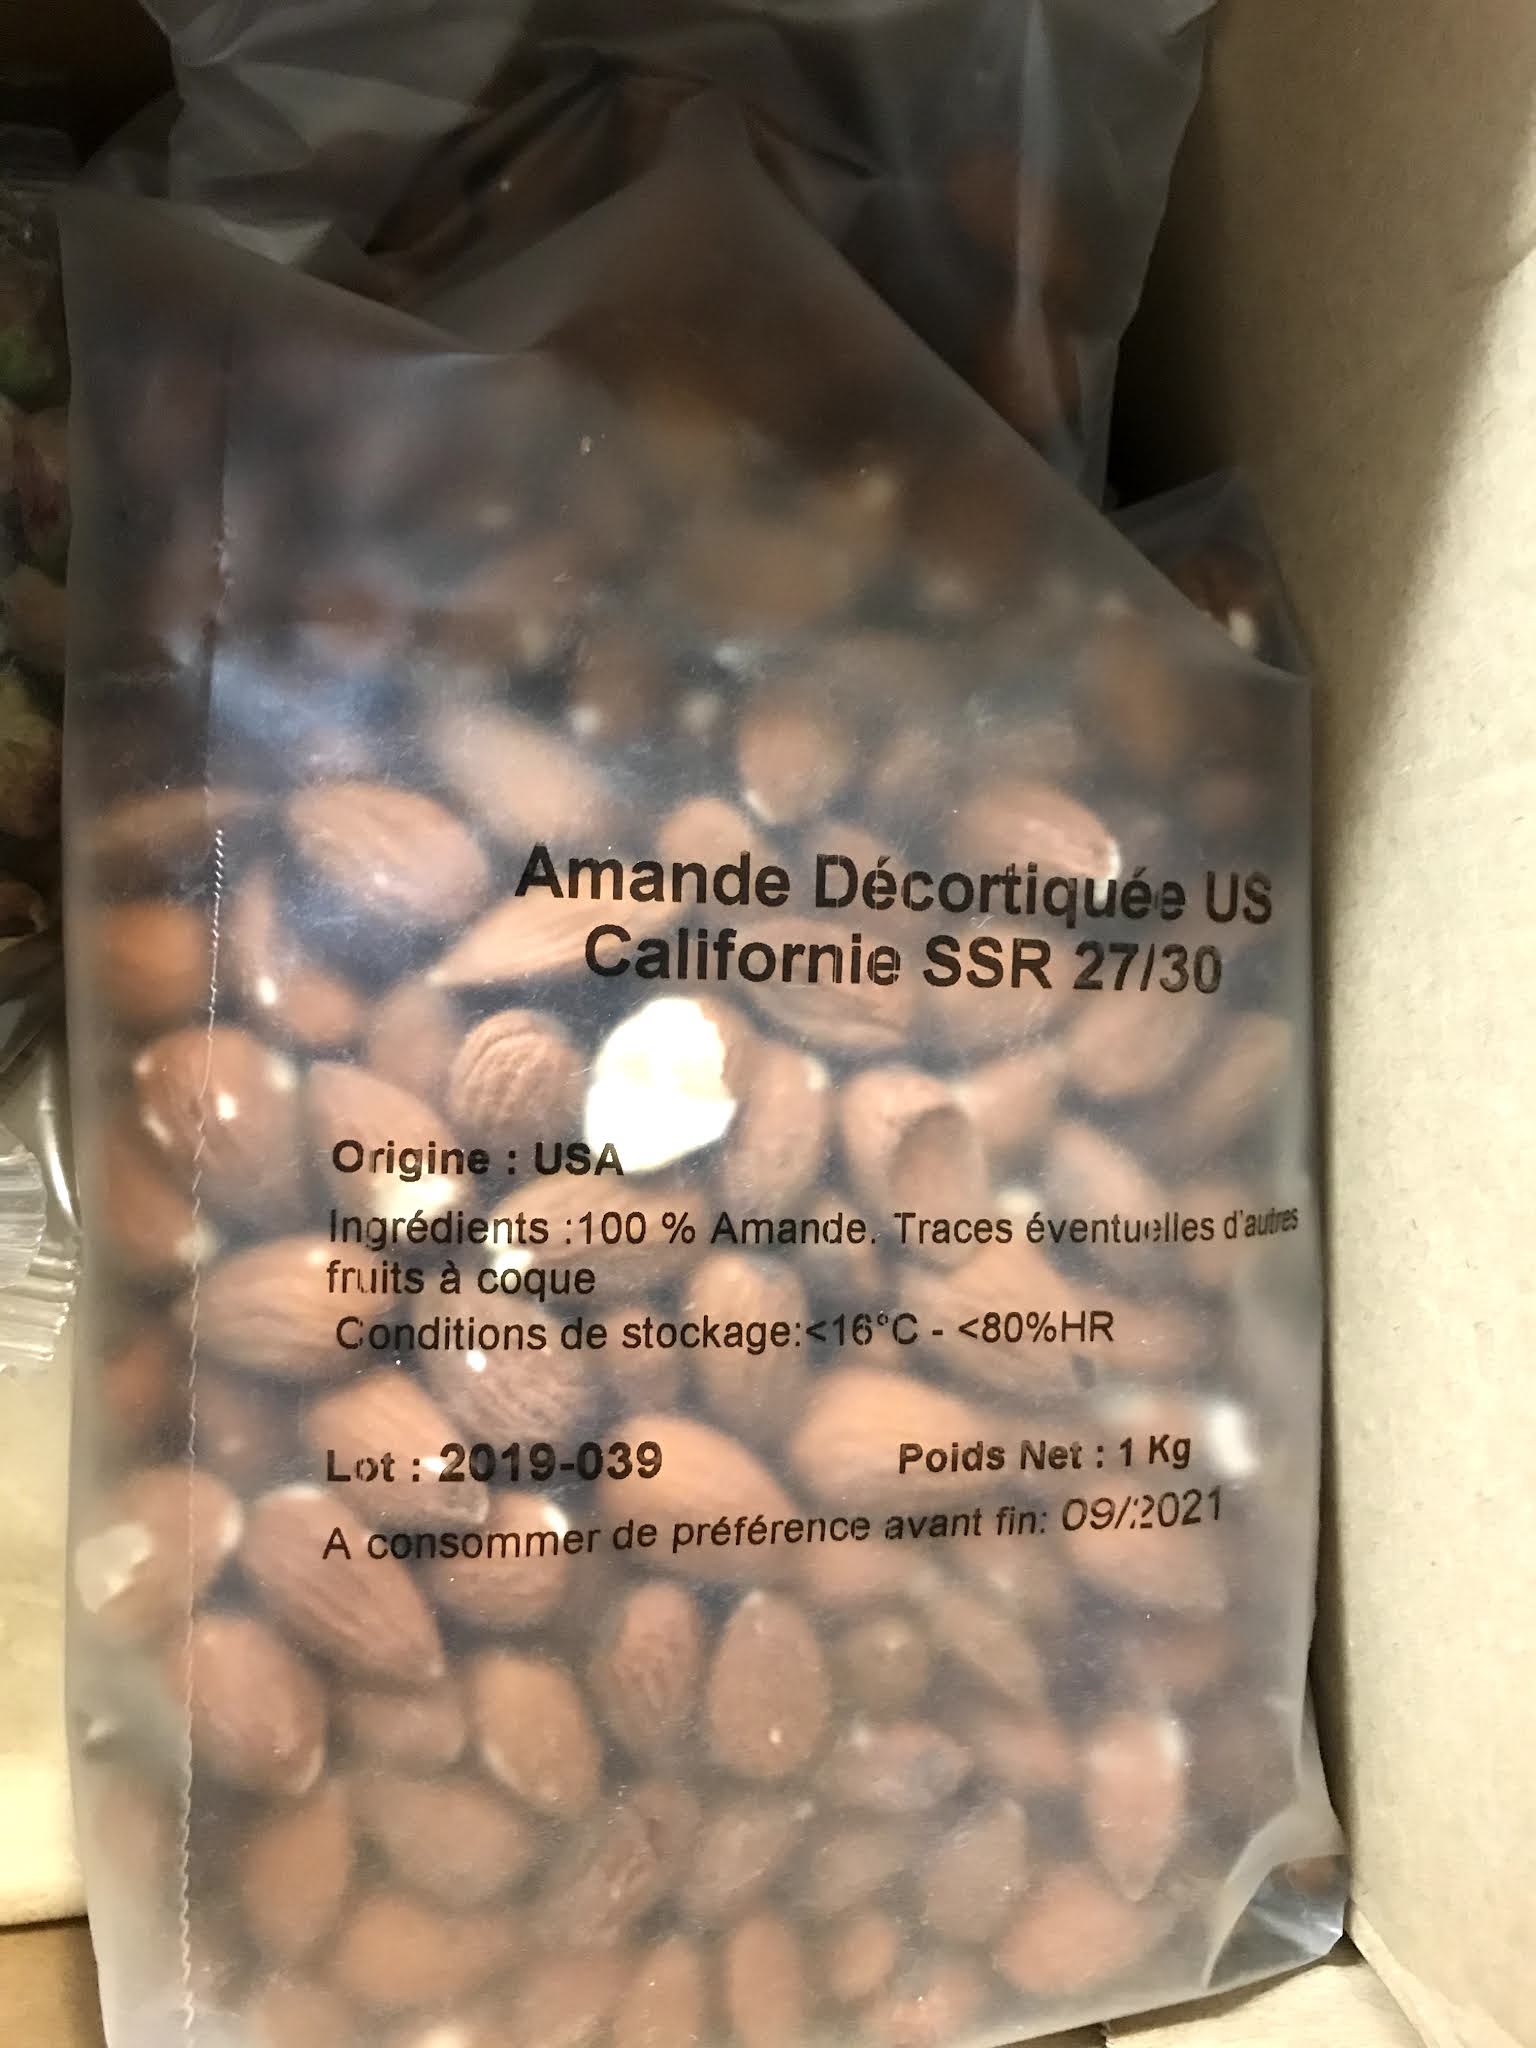 Amande Décortiquée US
Californie SSR 27/30
Origine : USA
Ingrédients :100 % Amande. Traces éventuelles d'autres
fruits à coque
Conditions de stockage:<16°C - <80%HR
Lot : 2019-039 Poids Net : 1 Kg
A consommer de préférence avant fin: 09/2021